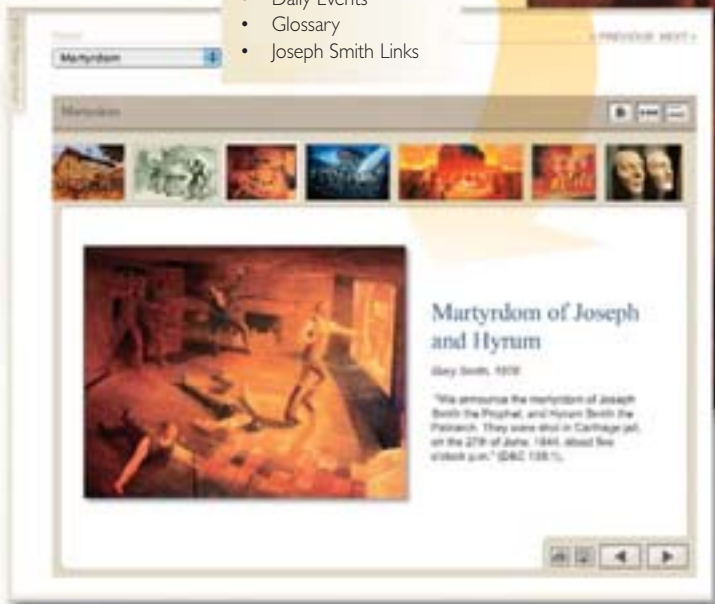 • Daily Events
• Glossary
• Joseph Smith Links
« PREVIOUS NEXT »
Martyrdom
Martyrdom
Martyrdom of Joseph
and Hyrum
Gary Smith,
"We announce the martyrdom of Joseph
Smith the Prophet, and Hyrum Smith the
Patriarch. They were shot in Carthage jail,
on the 27th of June, 1844, about five
o'clock p.m." (D&C 135:1).